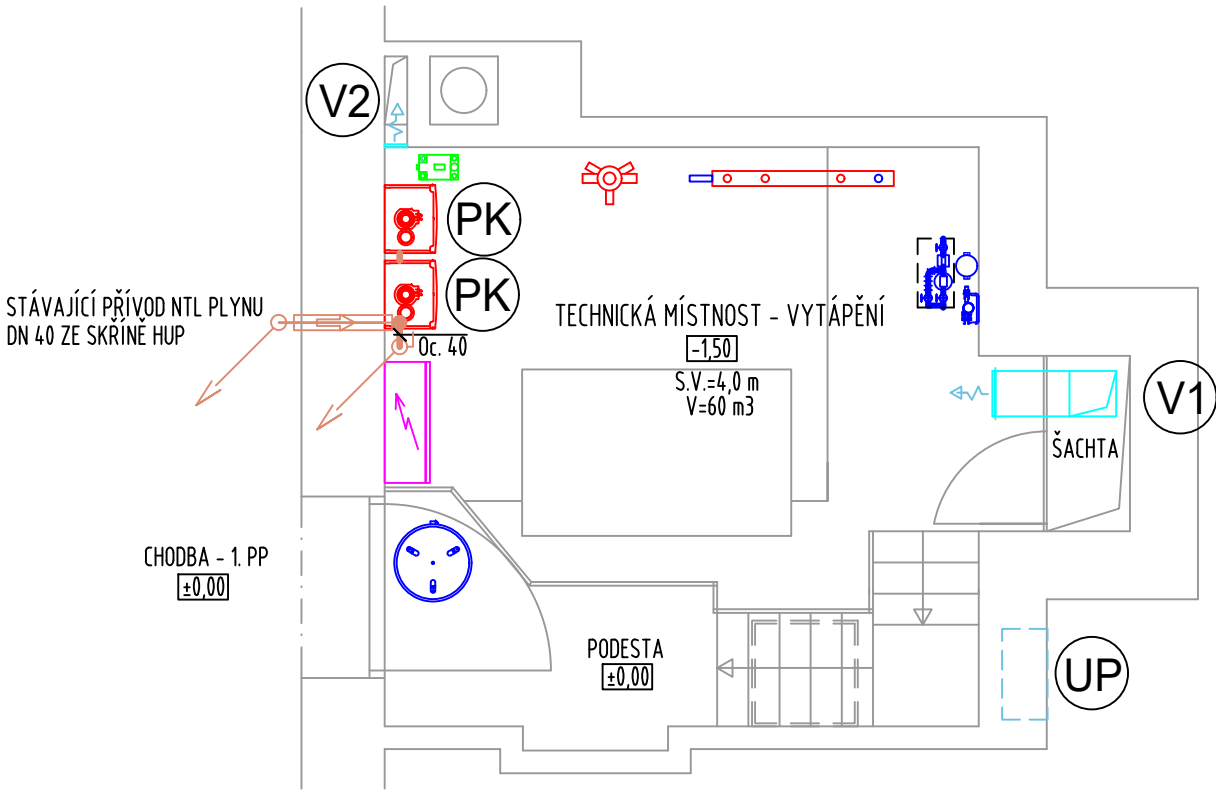 V2
PK
PK
STÁVAJÍCÍ PŘÍVOD NTL PLYNU
DN 40 ZE SKŘÍNĚ HUP
Oc. 40
TECHNICKÁ MÍSTNOST - VYTÁPĚNÍ
-1,50
S.V.=4,0 m
V=60 m3
V1
ŠACHTA
CHODBA - 1. PP
±0,00
PODESTA
±0,00
UP